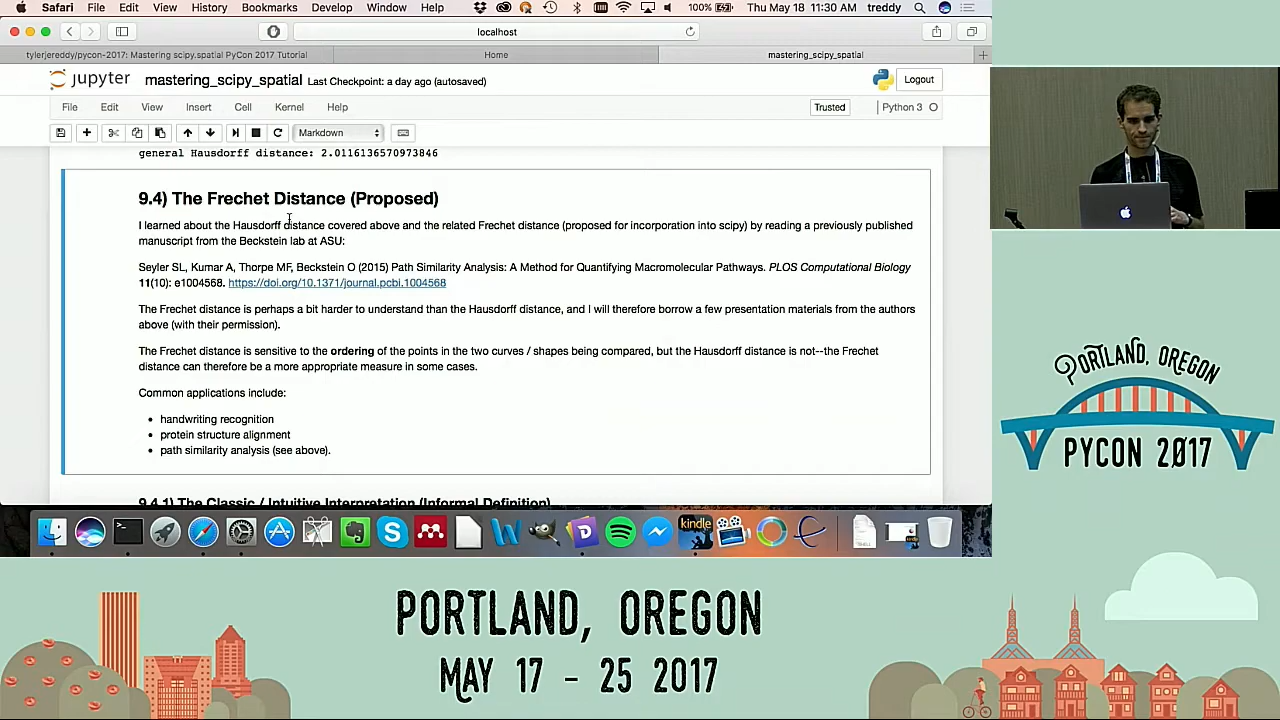 Safari File Edit View History Bookmarks Develop Window Help 100% Thu May 18 11:30 AM treddy
localhost
tylerjereddy/pycon-2017: Mastering scipy.spatial PyCon 2017 Tutorial Home mastering_scipy_spatial
jupyter mastering_scipy_spatial Last Checkpoint: a day ago (autosaved) Logout
File Edit View Insert Cell Kernel Help Trusted Python 3
Markdown
general Hausdorff distance: 2.0116136570973846
9.4) The Frechet Distance (Proposed)
I learned about the Hausdorff distance covered above and the related Frechet distance (proposed for incorporation into scipy) by reading a previously published
manuscript from the Beckstein lab at ASU:
Seyler SL, Kumar A, Thorpe MF, Beckstein O (2015) Path Similarity Analysis: A Method for Quantifying Macromolecular Pathways. PLOS Computational Biology
11(10): e1004568. https://doi.org/10.1371/journal.pcbi.1004568
The Frechet distance is perhaps a bit harder to understand than the Hausdorff distance, and I will therefore borrow a few presentation materials from the authors
above (with their permission).
The Frechet distance is sensitive to the ordering of the points in the two curves / shapes being compared, but the Hausdorff distance is not--the Frechet
distance can therefore be a more appropriate measure in some cases.
Common applications include:
• handwriting recognition
• protein structure alignment
• path similarity analysis (see above).
9.4.1) The Classic / Intuitive Interpretation (Informal Definition)
kindle
PORTLAND, OREGON
PYCON 2017
PORTLAND, OREGON
MAY 17 - 25 2017